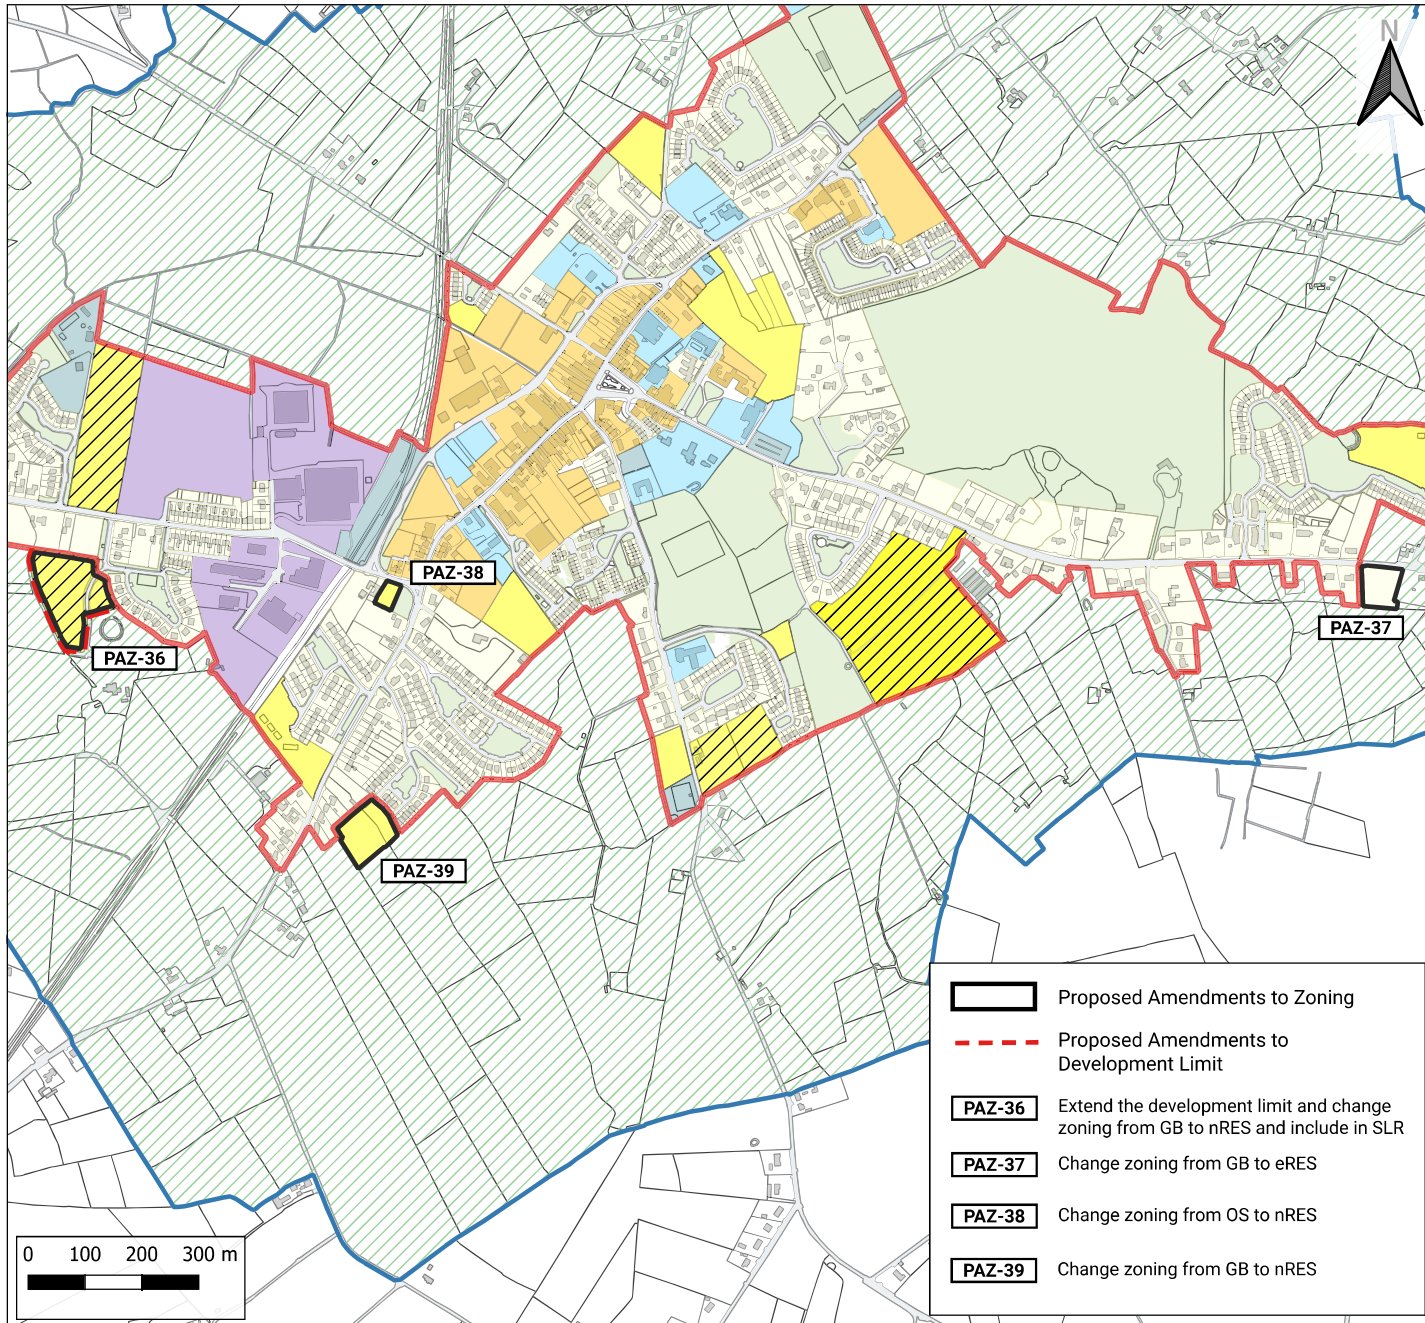 N
PAZ-38
PAZ-37
PAZ-36
PAZ-39
Proposed Amendments to Zoning
Proposed Amendments to
Development Limit
PAZ-36 Extend the development limit and change
zoning from GB to nRES and include in SLR
PAZ-37 Change zoning from GB to eRES
PAZ-38 Change zoning from OS to nRES
PAZ-39 Change zoning from GB to nRES
0 100 200 300 m